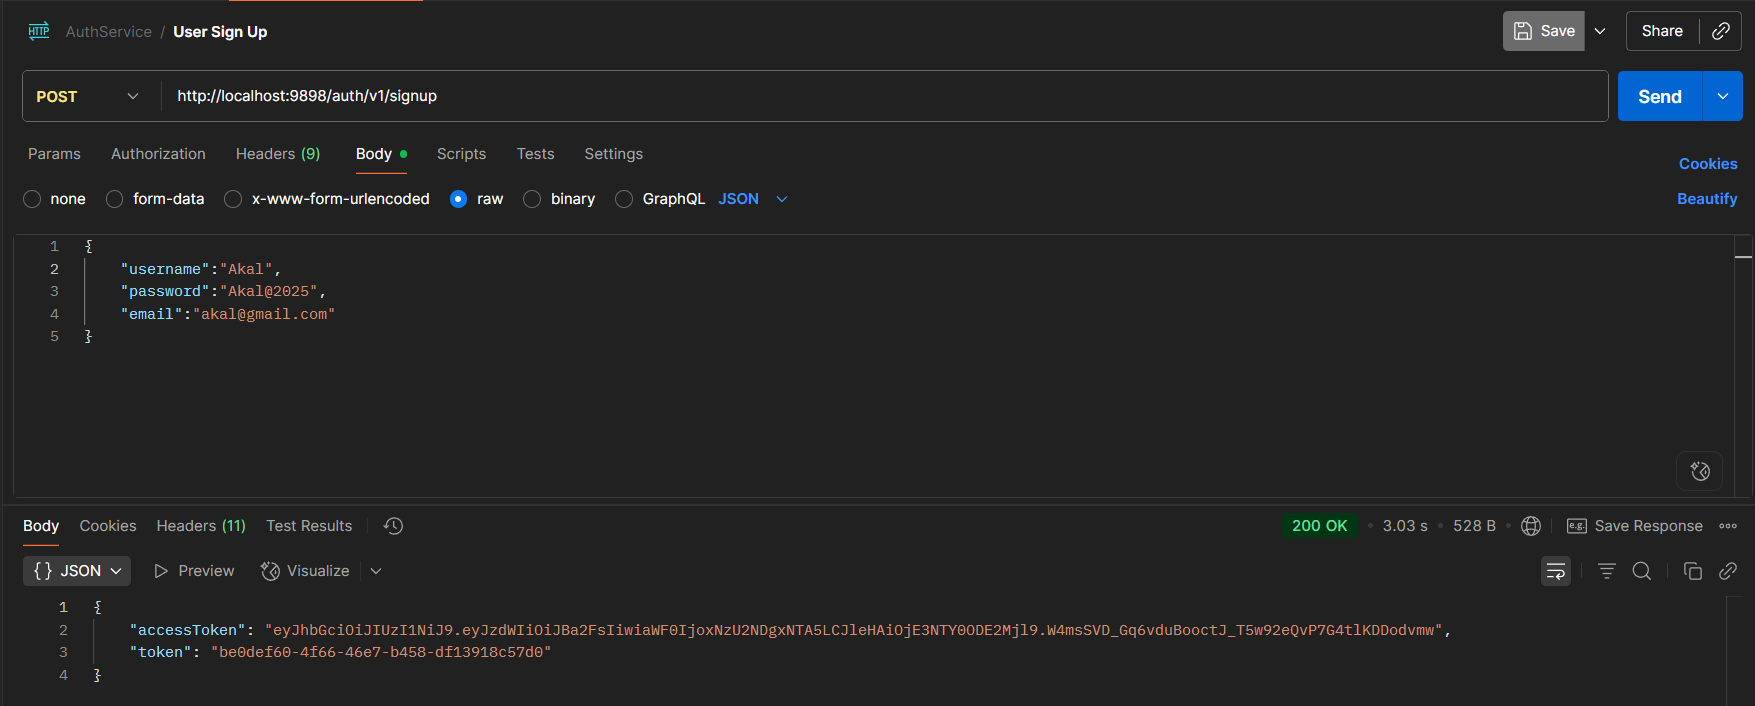 HTTP AuthService / User Sign Up Save Share
POST http://localhost:9898/auth/v1/signup Send
Params Authorization Headers (9) Body Scripts Tests Settings Cookies
none form-data x-www-form-urlencoded raw binary GraphQL JSON Beautify
1 {
2 "username":"Akal",
3 "password":"Akal@2025",
4 "email":"akal@gmail.com"
5 }
Body Cookies Headers (11) Test Results 200 OK • 3.03 s • 528 B • e.g. Save Response
{} JSON Preview Visualize
1 {
2 "accessToken": "eyJhbGciOiJIUzI1NiJ9.eyJzdWIiOiJBa2FsIiwiaWF0IjoxNzU2NDgxNTA5LCJleHAiOjE3NTY0ODE2Mjl9.W4msSVD_Gq6vduBooctJ_T5w92eQvP7G4tlKDDodvmw",
3 "token": "be0def60-4f66-46e7-b458-df13918c57d0"
4 }